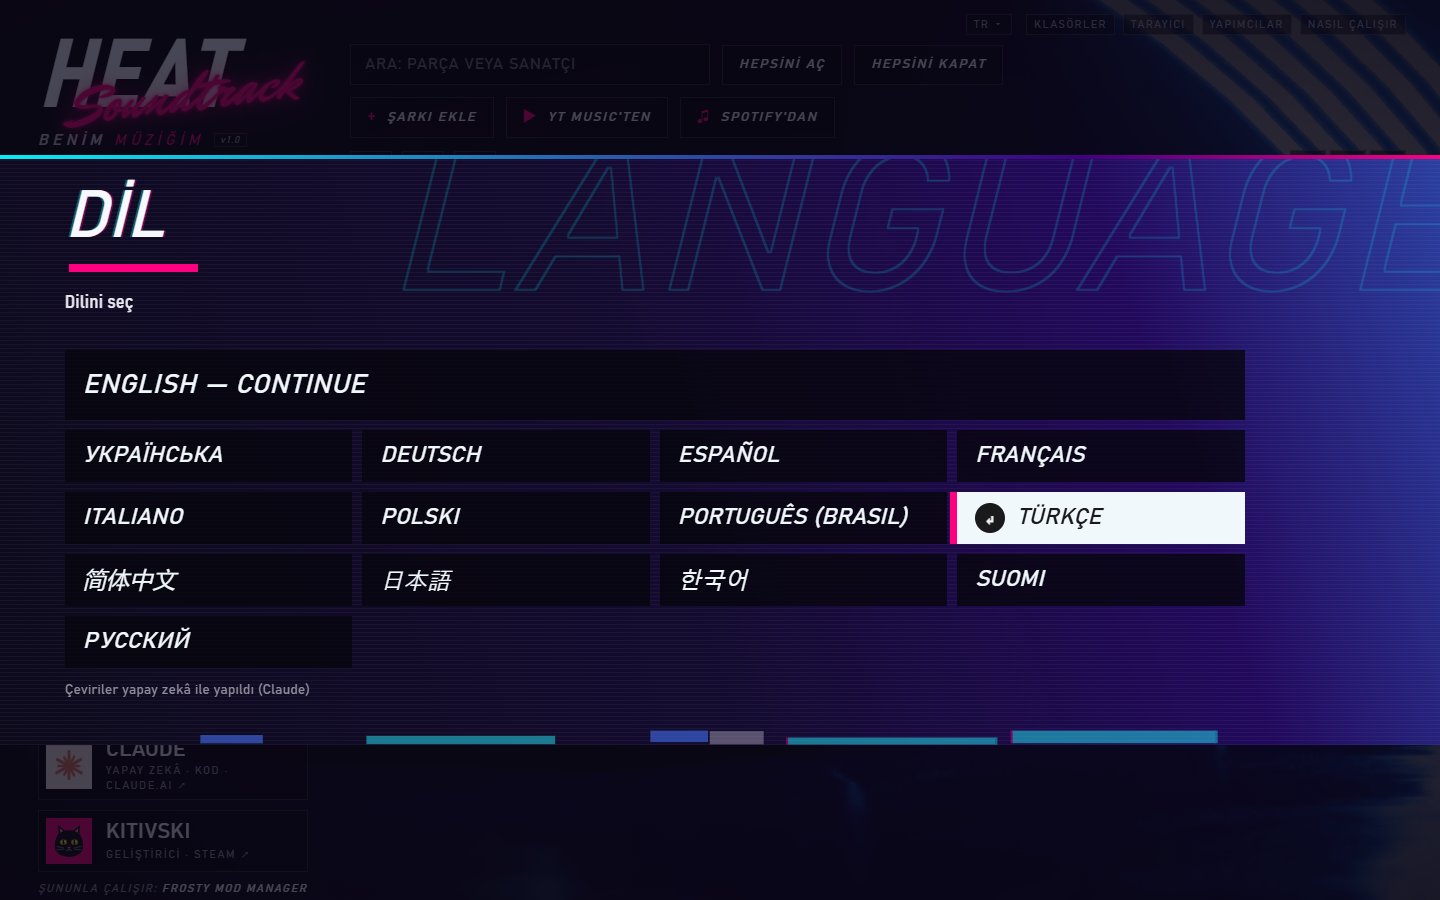 TR
KLASÖRLER
TARAYICI
YAPIMCILAR
NASIL ÇALIŞIR
HEAT
Soundtrack
BENİM MÜZİĞİM v1.0
ARA: PARÇA VEYA SANATÇI
HEPSİNİ AÇ
HEPSİNİ KAPAT
+ ŞARKI EKLE
YT MUSIC'TEN
SPOTIFY'DAN
LANGUAGE
DİL
Dilini seç
ENGLISH — CONTINUE
УКРАЇНСЬКА
DEUTSCH
ESPAÑOL
FRANÇAIS
ITALIANO
POLSKI
PORTUGUÊS (BRASIL)
TÜRKÇE
简体中文
日本語
한국어
SUOMI
РУССКИЙ
Çeviriler yapay zekâ ile yapıldı (Claude)
CLAUDE
YAPAY ZEKÂ · KOD ·
CLAUDE.AI ↗
KITIVSKI
GELİŞTİRİCİ · STEAM ↗
ŞUNUNLA ÇALIŞIR: FROSTY MOD MANAGER